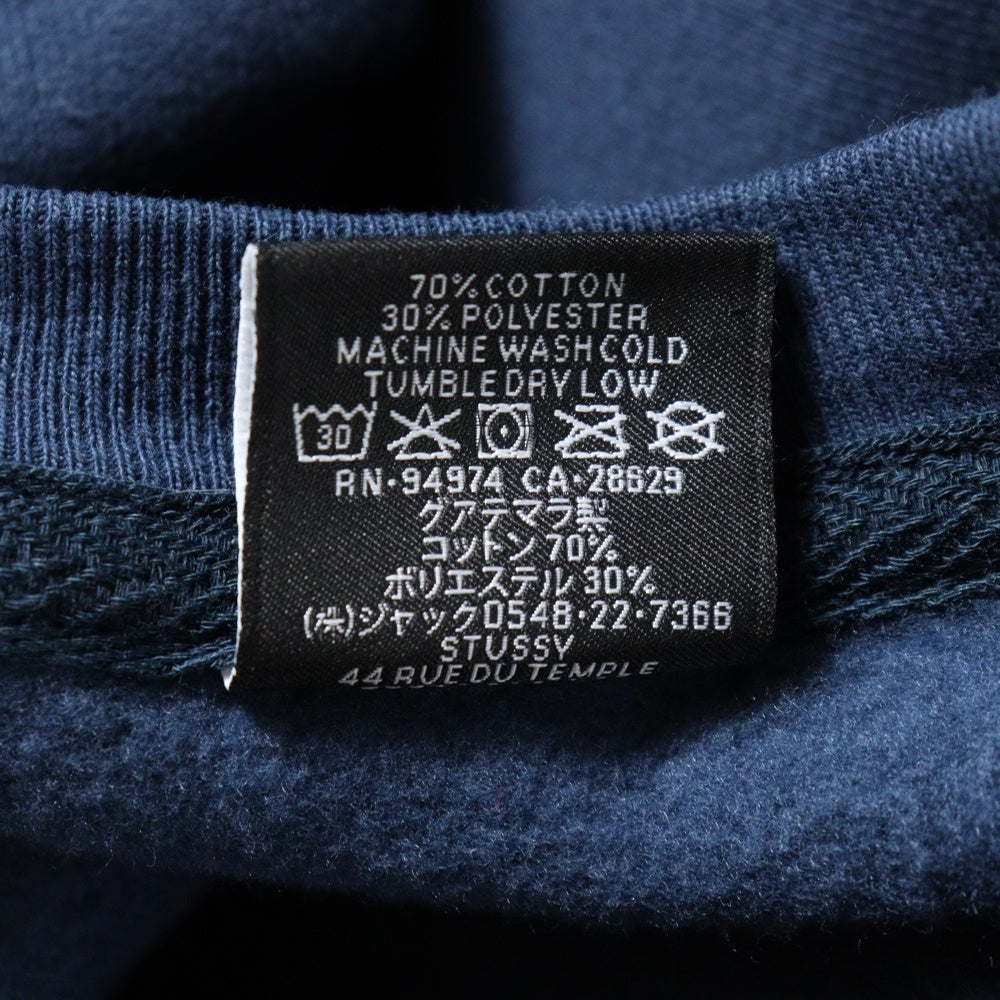 70% COTTON
30% POLYESTER
MACHINE WASH COLD
TUMBLE DRY LOW
30
RN·94974 CA·28629
グアテマラ製
コットン 70%
ポリエステル 30%
(株)ジャック0548·22·7366
STUSSY
44 RUE DU TEMPLE